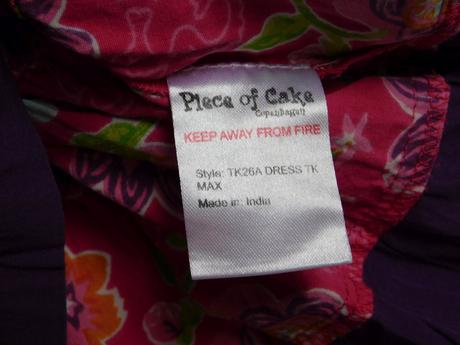 Piece of Cake
Copenhagen
KEEP AWAY FROM FIRE
Style: TK26A DRESS TK
MAX
Made in: India